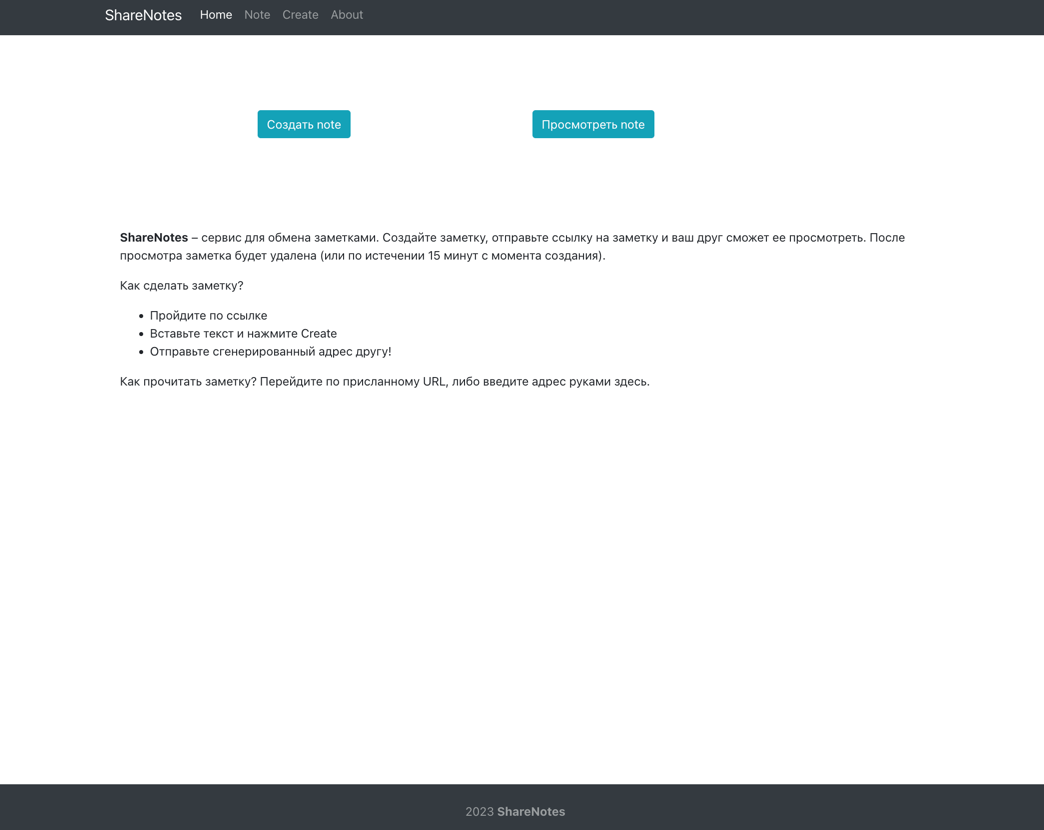 ShareNotes Home Note Create About
Создать note Просмотреть note
ShareNotes – сервис для обмена заметками. Создайте заметку, отправьте ссылку на заметку и ваш друг сможет ее просмотреть. После
просмотра заметка будет удалена (или по истечении 15 минут с момента создания).
Как сделать заметку?
• Пройдите по ссылке
• Вставьте текст и нажмите Create
• Отправьте сгенерированный адрес другу!
Как прочитать заметку? Перейдите по присланному URL, либо введите адрес руками здесь.
2023 ShareNotes